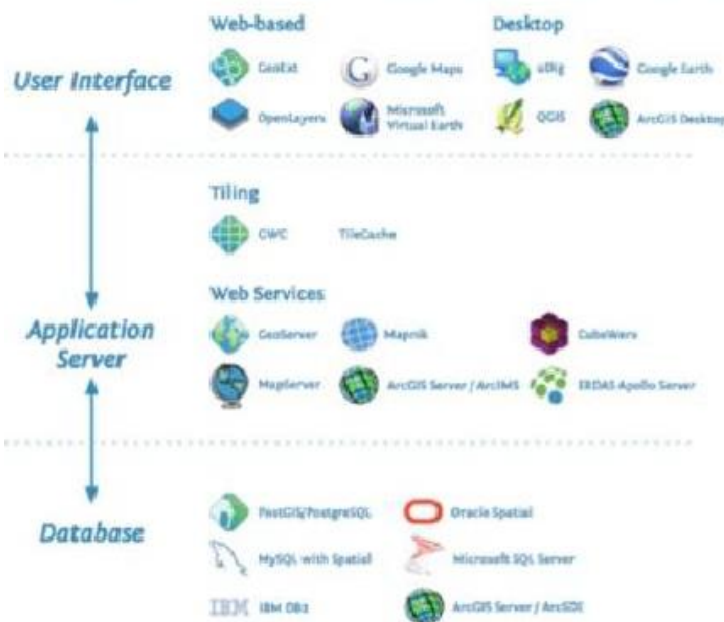 Web-based
Desktop
User Interface
GeoExt
Google Maps
uDig
Google Earth
OpenLayers
Microsoft
Virtual Earth
QGIS
ArcGIS Desktop
Tiling
GWC
TileCache
Web Services
Application
Server
GeoServer
Mapnik
CubeWerx
MapServer
ArcGIS Server / ArcIMS
ERDAS Apollo Server
Database
PostGIS/PostgreSQL
Oracle Spatial
MySQL with Spatial
Microsoft SQL Server
IBM
IBM DB2
ArcGIS Server / ArcSDE